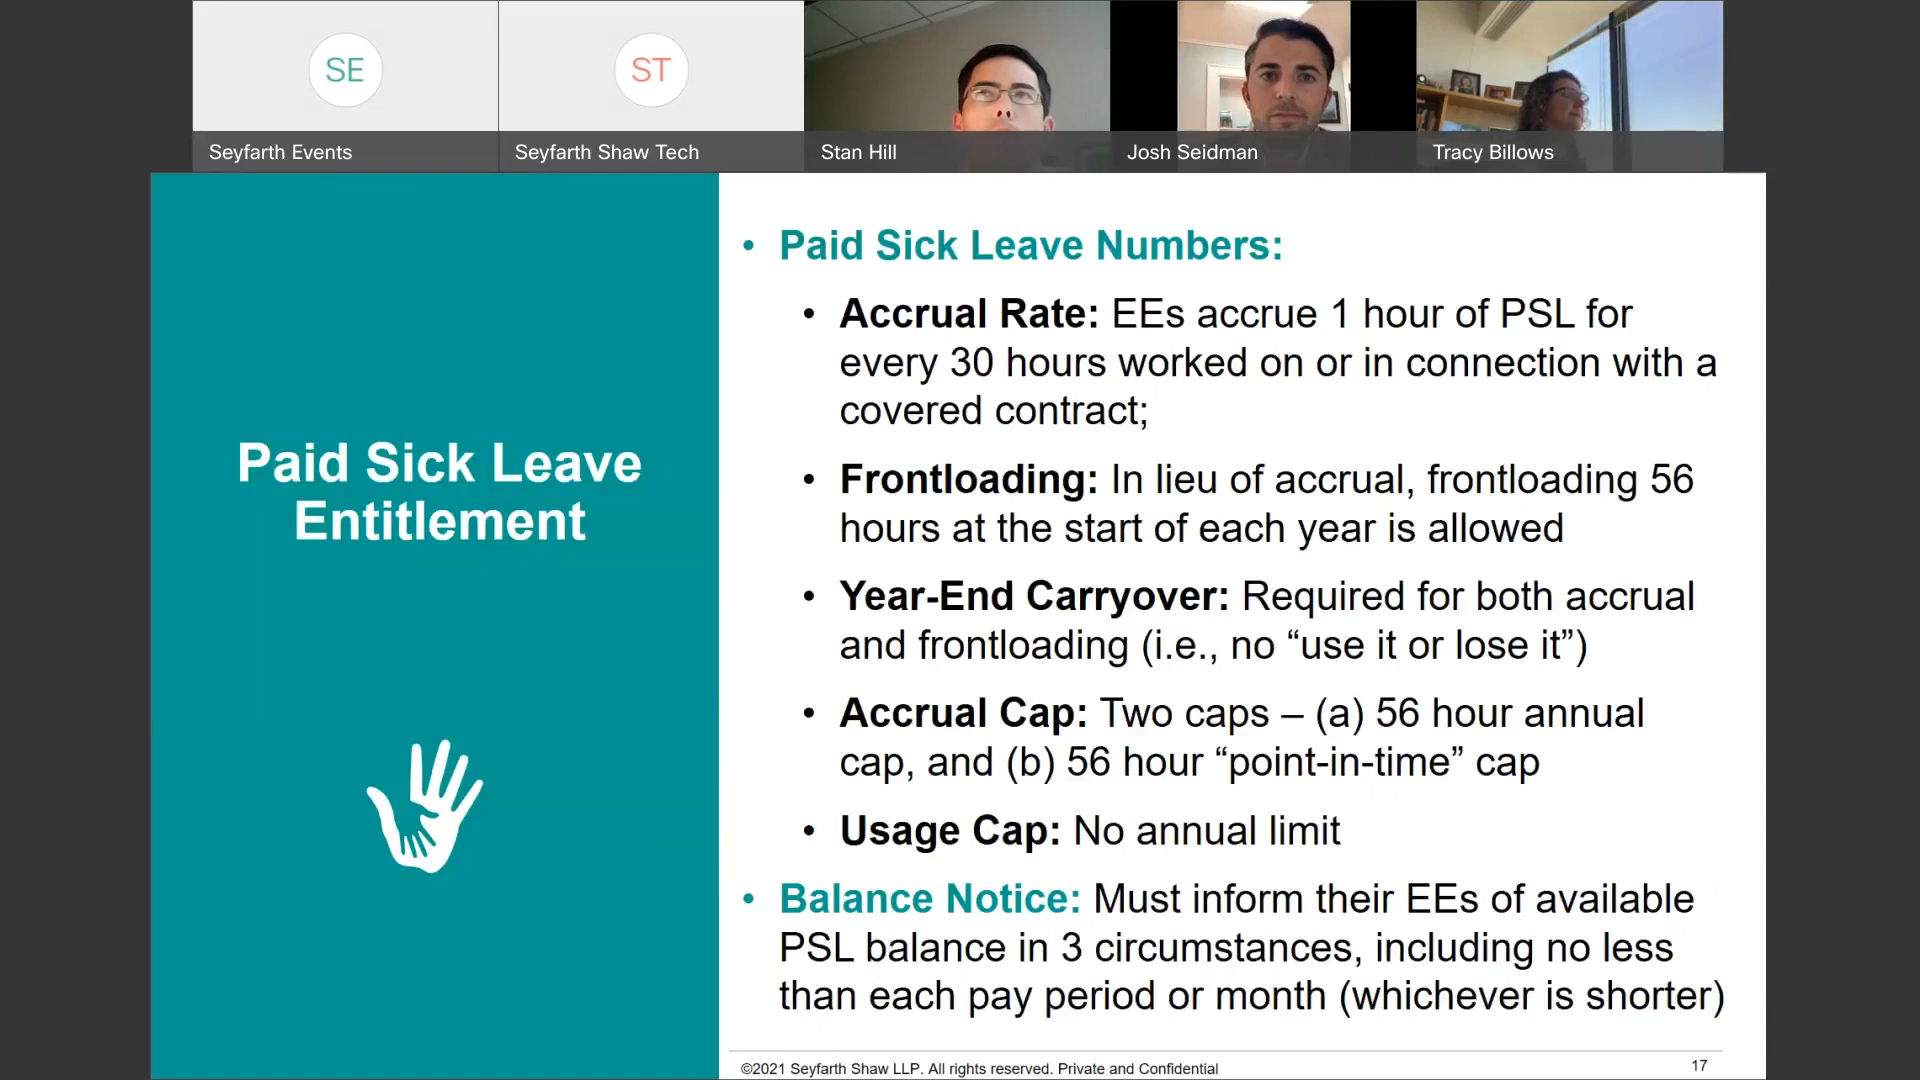 SE
ST
Seyfarth Events
Seyfarth Shaw Tech
Stan Hill
Josh Seidman
Tracy Billows
Paid Sick Leave
Entitlement
• Paid Sick Leave Numbers:
• Accrual Rate: EEs accrue 1 hour of PSL for
every 30 hours worked on or in connection with a
covered contract;
• Frontloading: In lieu of accrual, frontloading 56
hours at the start of each year is allowed
• Year-End Carryover: Required for both accrual
and frontloading (i.e., no “use it or lose it”)
• Accrual Cap: Two caps – (a) 56 hour annual
cap, and (b) 56 hour “point-in-time” cap
• Usage Cap: No annual limit
• Balance Notice: Must inform their EEs of available
PSL balance in 3 circumstances, including no less
than each pay period or month (whichever is shorter)
©2021 Seyfarth Shaw LLP. All rights reserved. Private and Confidential
17